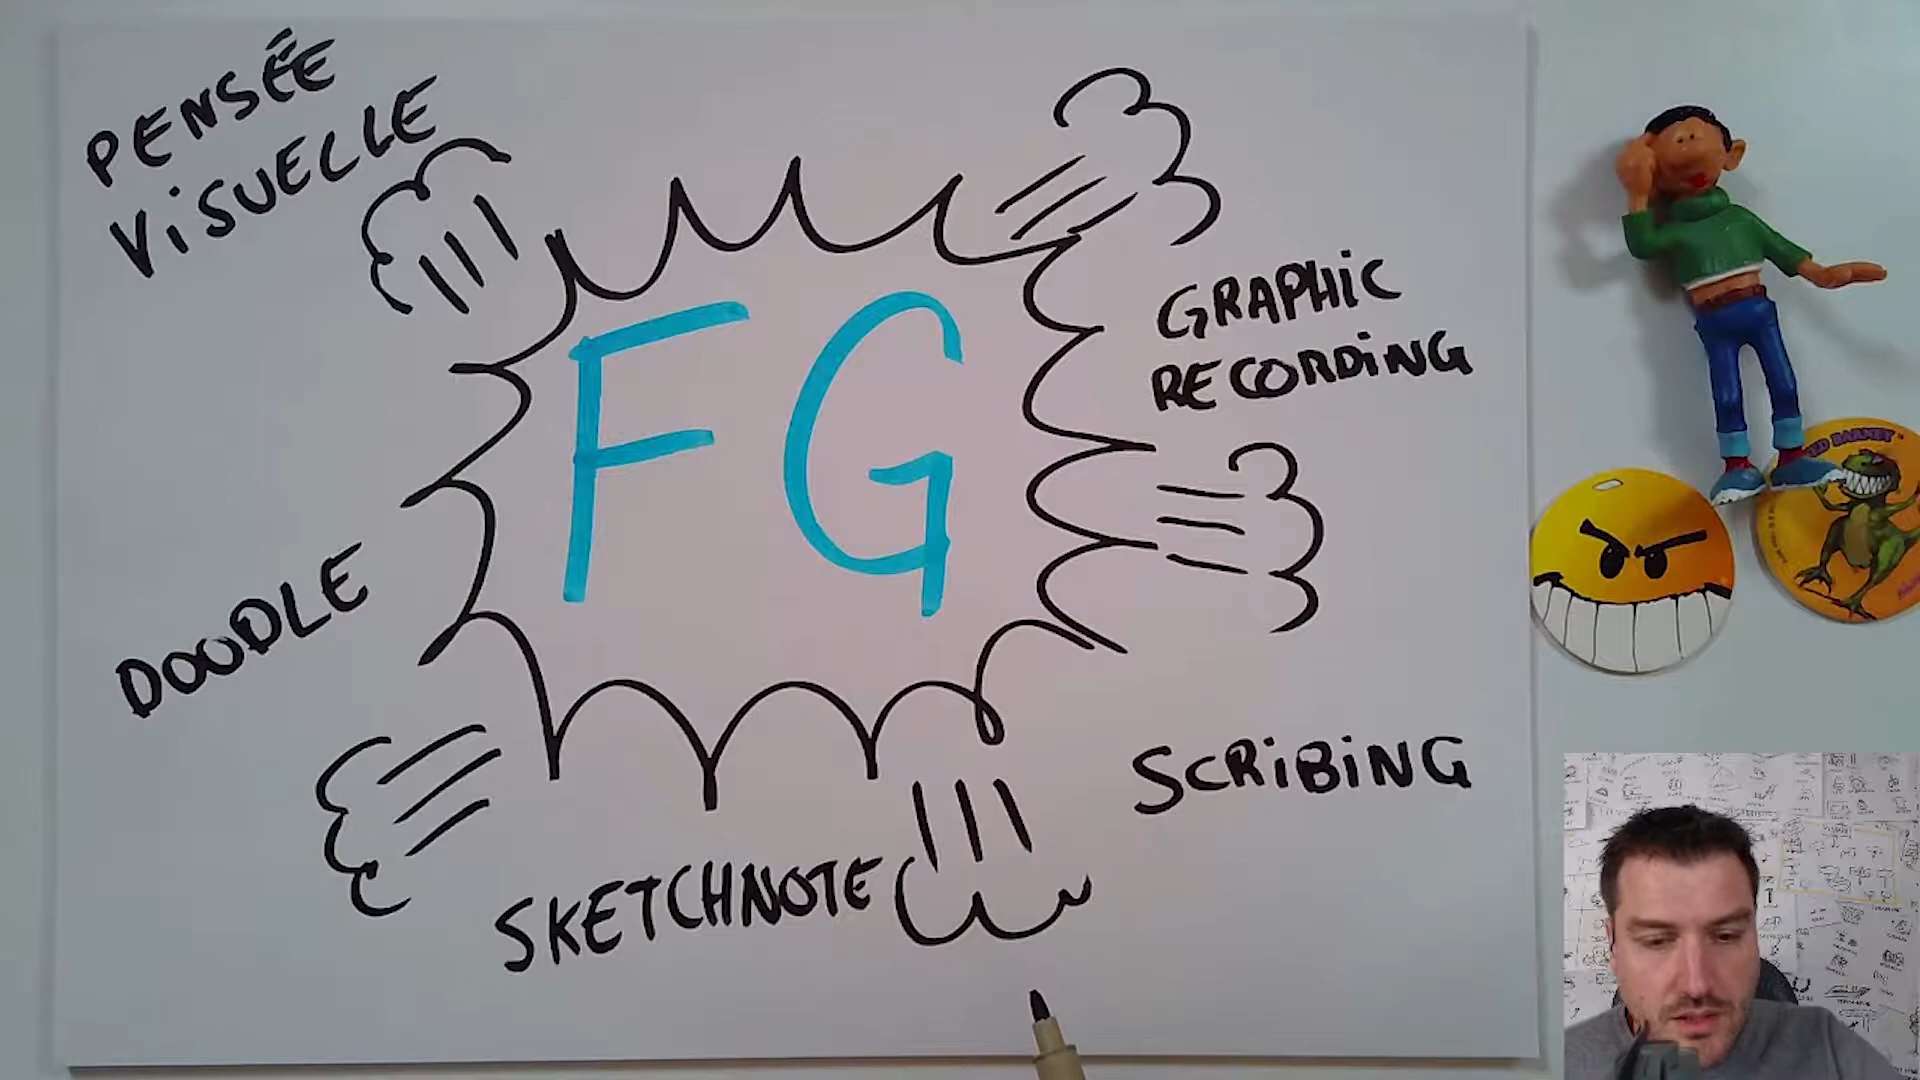 PENSÉE
VISUELLE
FG
GRAPHIC
RECORDING
DOODLE
SCRIBING
SKETCHNOTE